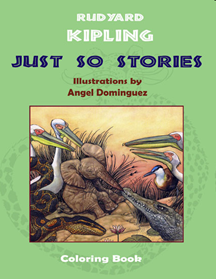 RUDYARD
KIPLING
JUST SO STORIES
Illustrations by
Angel Dominguez
Coloring Book